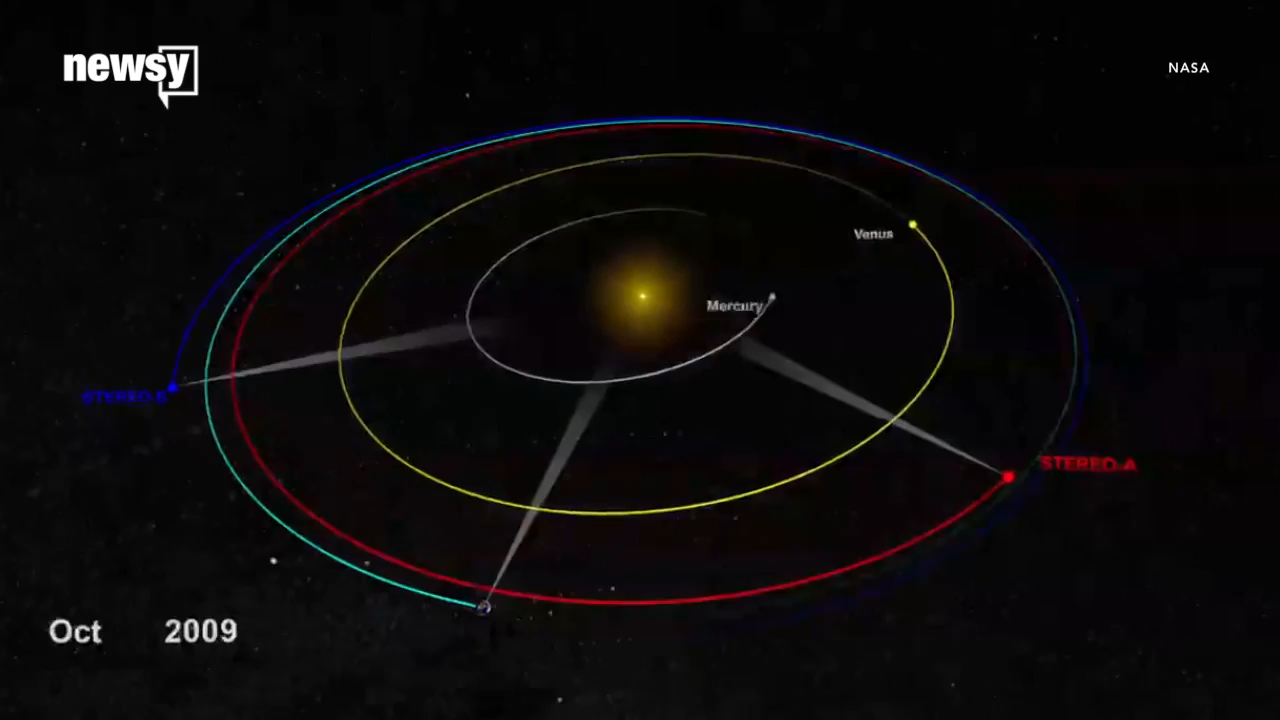 newsy
NASA
Venus
Mercury
STEREO-B
STEREO-A
Oct 2009